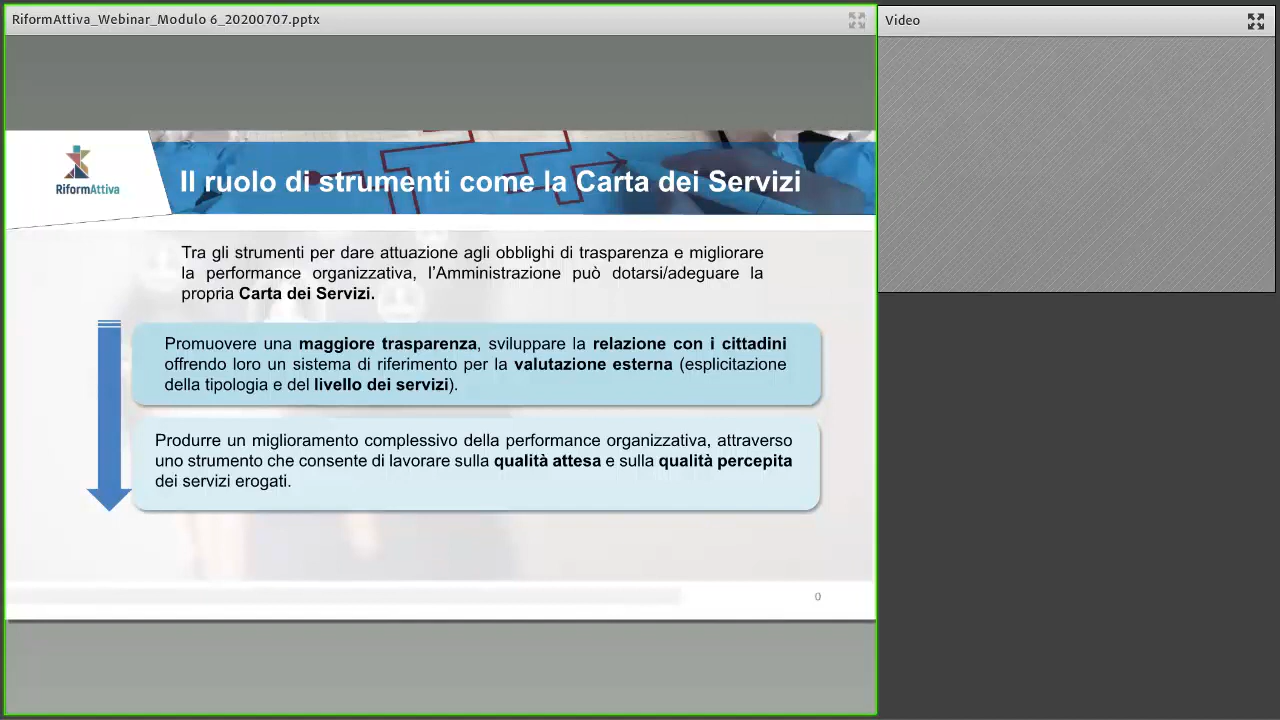 RiformAttiva_Webinar_Modulo 6_20200707.pptx
Video
RiformAttiva
Il ruolo di strumenti come la Carta dei Servizi
Tra gli strumenti per dare attuazione agli obblighi di trasparenza e migliorare
la performance organizzativa, l’Amministrazione può dotarsi/adeguare la
propria Carta dei Servizi.
Promuovere una maggiore trasparenza, sviluppare la relazione con i cittadini
offrendo loro un sistema di riferimento per la valutazione esterna (esplicitazione
della tipologia e del livello dei servizi).
Produrre un miglioramento complessivo della performance organizzativa, attraverso
uno strumento che consente di lavorare sulla qualità attesa e sulla qualità percepita
dei servizi erogati.
0